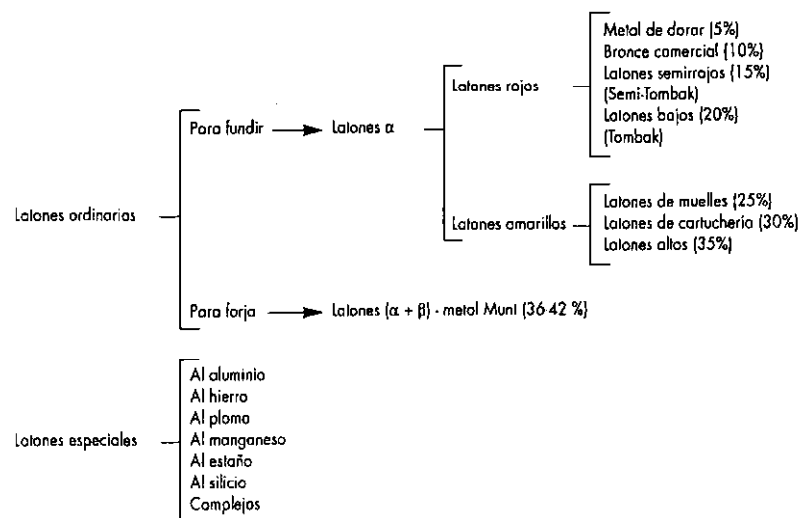 Latones ordinarios
Para fundir
Latones α
Latones rojos
Metal de dorar (5%)
Bronce comercial (10%)
Latones semirrojos (15%)
(Semi-Tombak)
Latones bajos (20%)
(Tombak)
Latones amarillos
Latones de muelles (25%)
Latones de cartuchería (30%)
Latones altos (35%)
Para forja
Latones (α + β) - metal Munt (36-42 %)
Latones especiales
Al aluminio
Al hierro
Al plomo
Al manganeso
Al estaño
Al silicio
Complejos